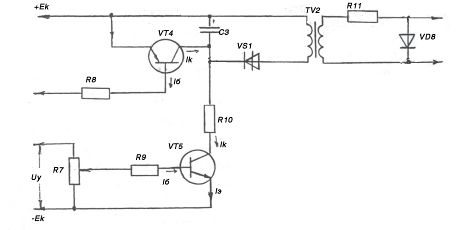 +Ek
VT4
C3
TV2
R11
VS1
VD8
Iк
R8
Iб
R10
Iк
VT5
R7
R9
Uy
Iб
Iэ
-Ek